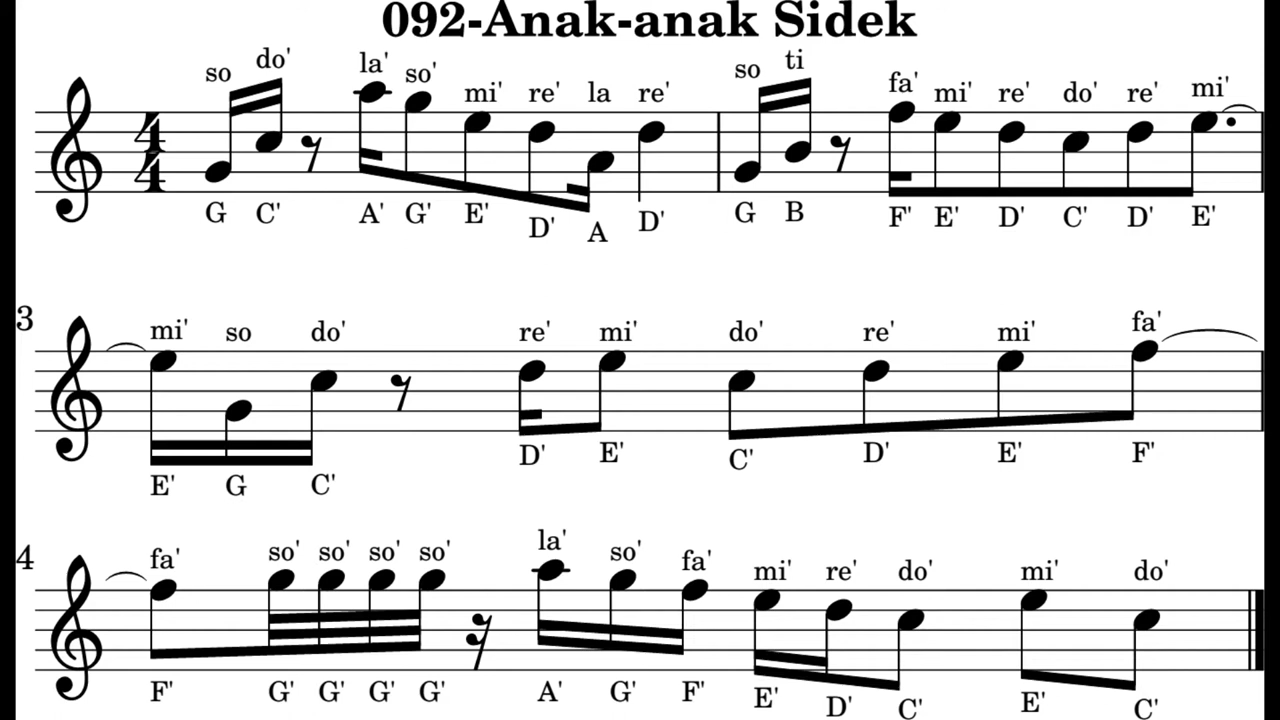 092-Anak-anak Sidek
so do' la' so' mi' re' la re' so ti fa' mi' re' do' re' mi'
4
4
G C' A' G' E' D' A D' G B F' E' D' C' D' E'
3
mi' so do' re' mi' do' re' mi' fa'
E' G C' D' E' C' D' E' F'
4
fa' so' so' so' so' la' so' fa' mi' re' do' mi' do'
F' G' G' G' G' A' G' F' E' D' C' E' C'